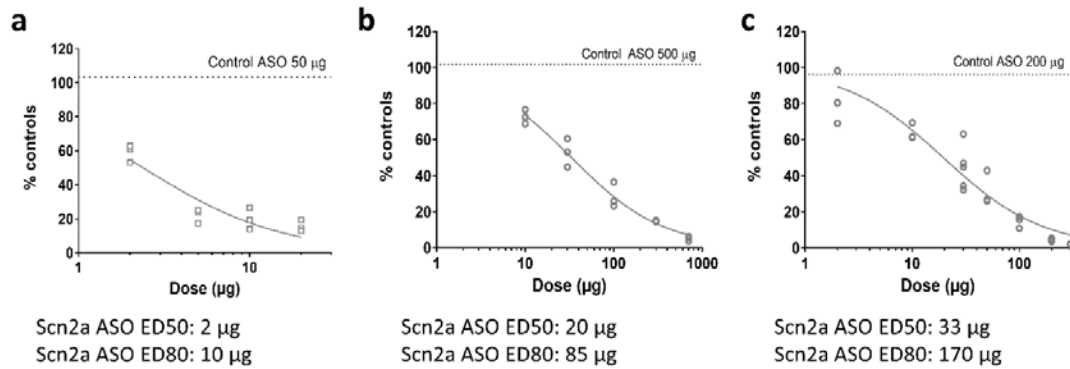 a
120
100
80
60
40
20
0
% controls
Control ASO 50 µg
1
10
Dose (µg)
Scn2a ASO ED50: 2 µg
Scn2a ASO ED80: 10 µg
b
120
100
80
60
40
20
0
% controls
Control ASO 500 µg
1
10
100
1000
Dose (µg)
Scn2a ASO ED50: 20 µg
Scn2a ASO ED80: 85 µg
c
120
100
80
60
40
20
0
% controls
Control ASO 200 µg
1
10
100
Dose (µg)
Scn2a ASO ED50: 33 µg
Scn2a ASO ED80: 170 µg